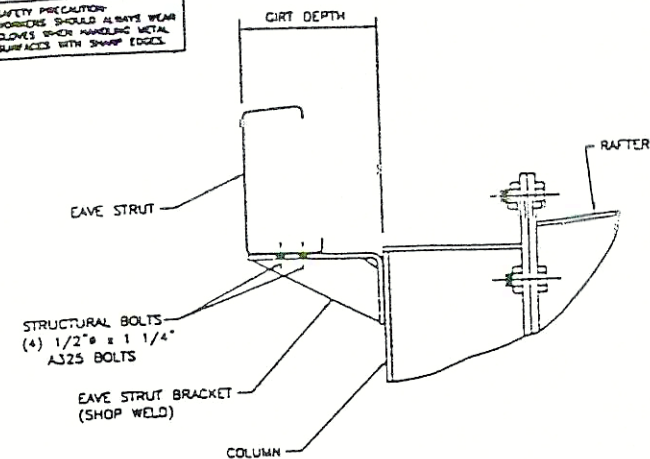 SAFETY PRECAUTION
WORKERS SHOULD ALWAYS WEAR
GLOVES WHEN HANDLING METAL
SURFACES WITH SHARP EDGES.
GIRT DEPTH
RAFTER
EAVE STRUT
STRUCTURAL BOLTS
(4) 1/2"ø x 1 1/4"
A325 BOLTS
EAVE STRUT BRACKET
(SHOP WELD)
COLUMN